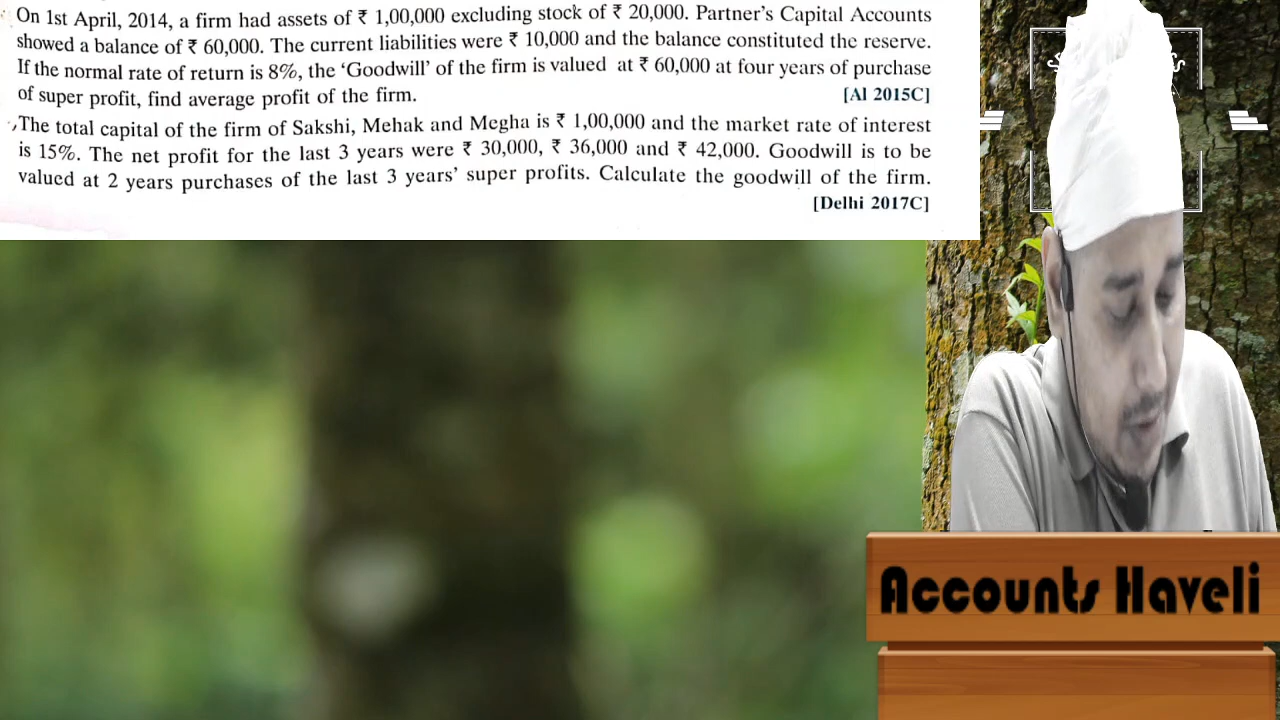 On 1st April, 2014, a firm had assets of ₹ 1,00,000 excluding stock of ₹ 20,000. Partner's Capital Accounts
showed a balance of ₹ 60,000. The current liabilities were ₹ 10,000 and the balance constituted the reserve.
If the normal rate of return is 8%, the 'Goodwill' of the firm is valued at ₹ 60,000 at four years of purchase
of super profit, find average profit of the firm. [Al 2015C]
The total capital of the firm of Sakshi, Mehak and Megha is ₹ 1,00,000 and the market rate of interest
is 15%. The net profit for the last 3 years were ₹ 30,000, ₹ 36,000 and ₹ 42,000. Goodwill is to be
valued at 2 years purchases of the last 3 years' super profits. Calculate the goodwill of the firm.
[Delhi 2017C]
Accounts Haveli